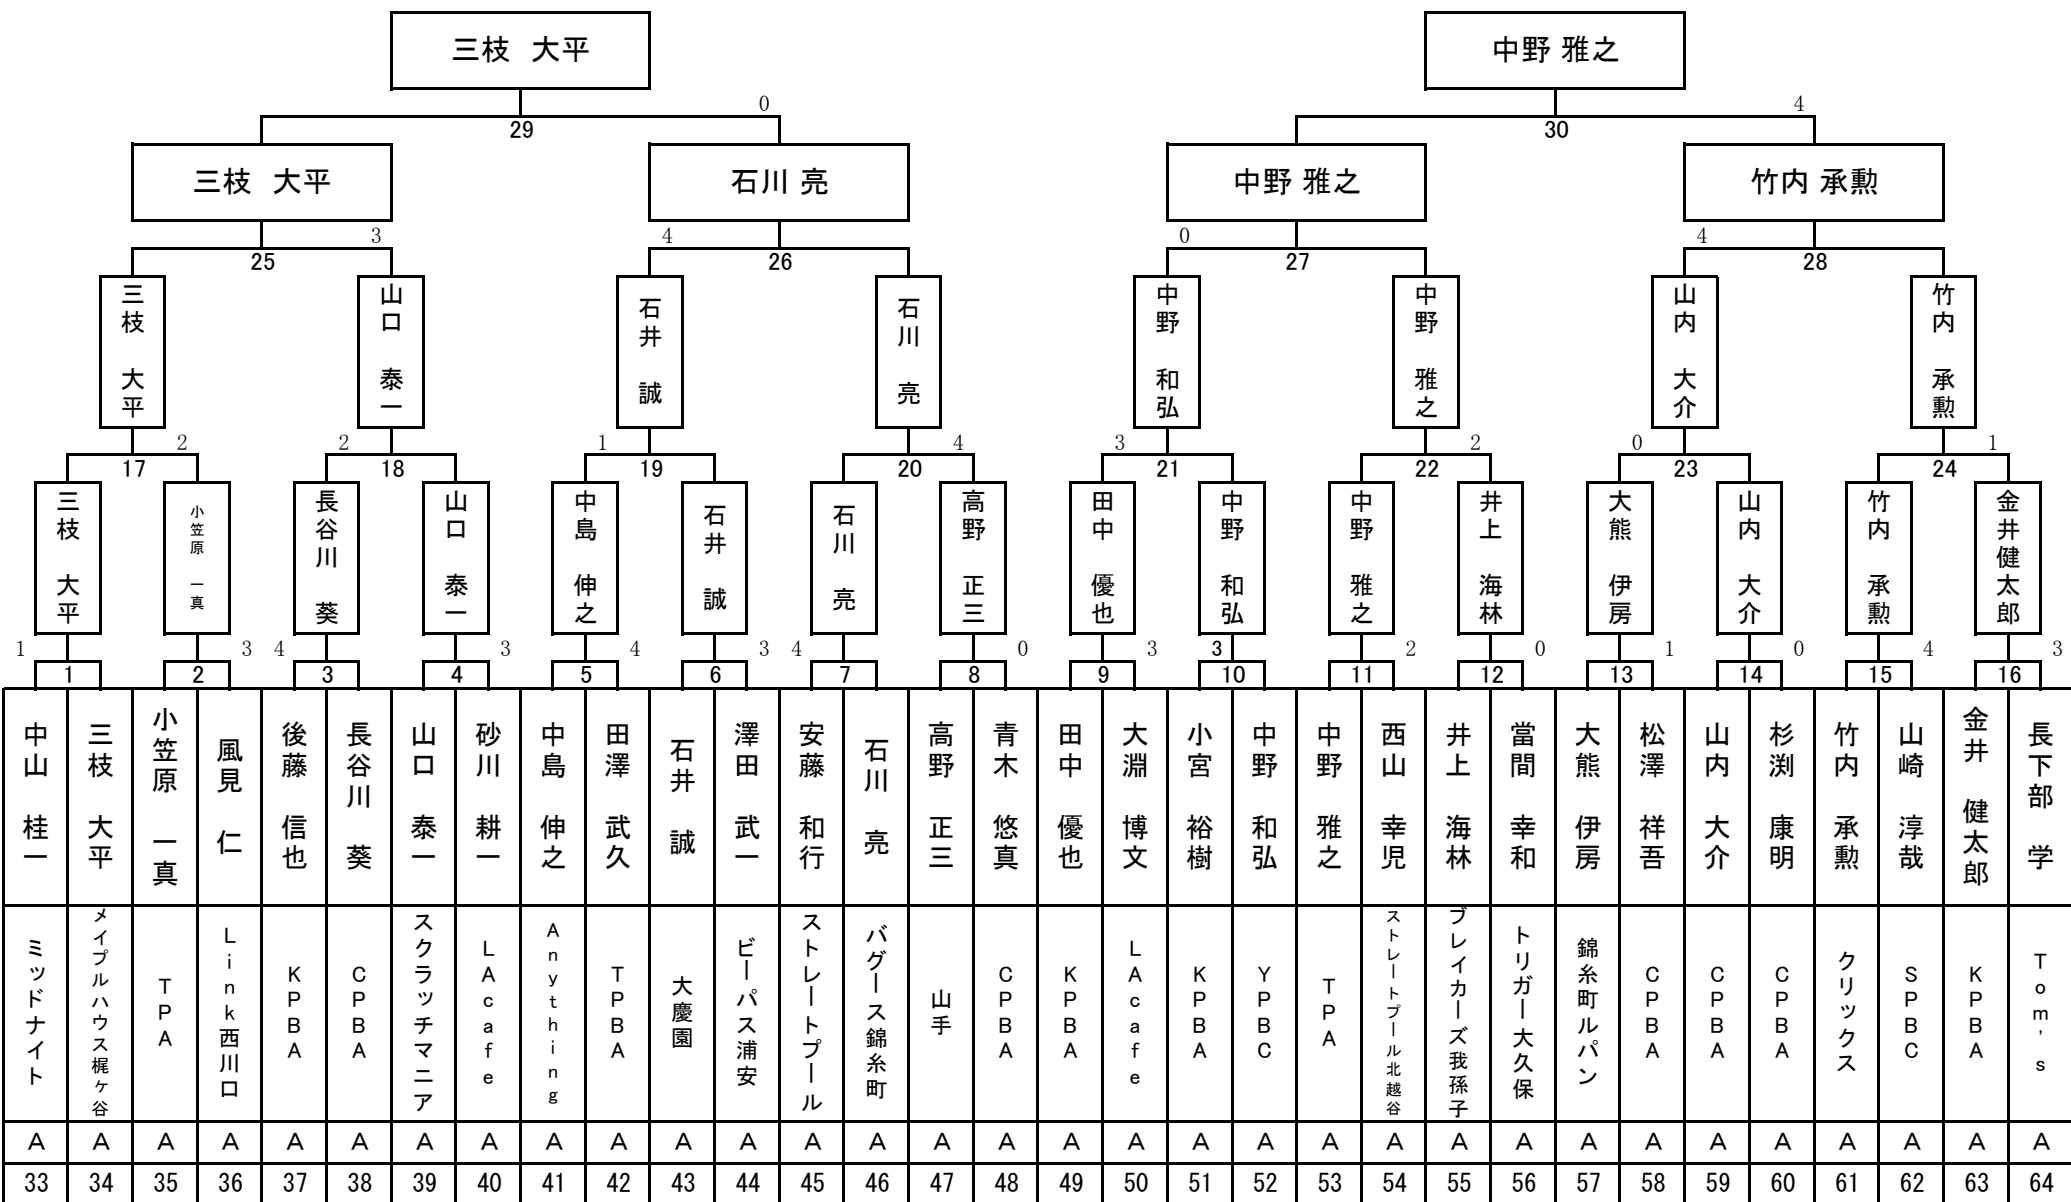 三枝 大平
中野 雅之
0
4
29
30
三枝 大平
石川 亮
中野 雅之
竹内 承勲
3
4
0
4
25
26
27
28
三枝 大平
山口 泰一
石井 誠
石川 亮
中野 和弘
中野 雅之
山内 大介
竹内 承勲
2
2
1
4
3
2
0
1
17
18
19
20
21
22
23
24
三枝 大平
小笠原 一真
長谷川 葵
山口 泰一
中島 伸之
石井 誠
石川 亮
高野 正三
田中 優也
中野 和弘
中野 雅之
井上 海林
大熊 伊房
山内 大介
竹内 承勲
金井健太郎
1
3
4
3
4
3
4
0
3
3
2
0
1
0
4
3
1
2
3
4
5
6
7
8
9
10
11
12
13
14
15
16
中山 桂一
三枝 大平
小笠原 一真
風見 仁
後藤 信也
長谷川 葵
山口 泰一
砂川 耕一
中島 伸之
田澤 武久
石井 誠
澤田 武一
安藤 和行
石川 亮
高野 正三
青木 悠真
田中 優也
大淵 博文
小宮 裕樹
中野 和弘
中野 雅之
西山 幸児
井上 海林
當間 幸和
大熊 伊房
松澤 祥吾
山内 大介
杉渕 康明
竹内 承勲
山崎 淳哉
金井 健太郎
長下部 学
ミッドナイト
メイプルハウス梶ヶ谷
TPA
Link西川口
KPBA
CPBA
スクラッチマニア
LAcafe
Anything
TPBA
大慶園
ビーパス浦安
ストレートプール
バグース錦糸町
山手
CPBA
KPBA
LAcafe
KPBA
YPBC
TPA
ストレートプール北越谷
ブレイカーズ我孫子
トリガー大久保
錦糸町ルパン
CPBA
CPBA
CPBA
クリックス
SPBC
KPBA
Tom's
A A A A A A A A A A A A A A A A A A A A A A A A A A A A A A A A
33 34 35 36 37 38 39 40 41 42 43 44 45 46 47 48 49 50 51 52 53 54 55 56 57 58 59 60 61 62 63 64